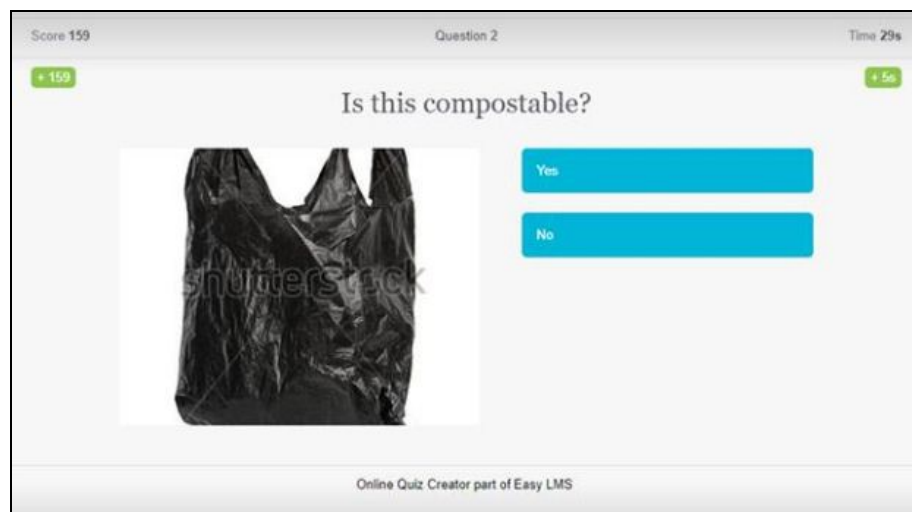 Score 159
Question 2
Time 29s
+ 159
+ 5s
Is this compostable?
Yes
No
shutterstock
Online Quiz Creator part of Easy LMS